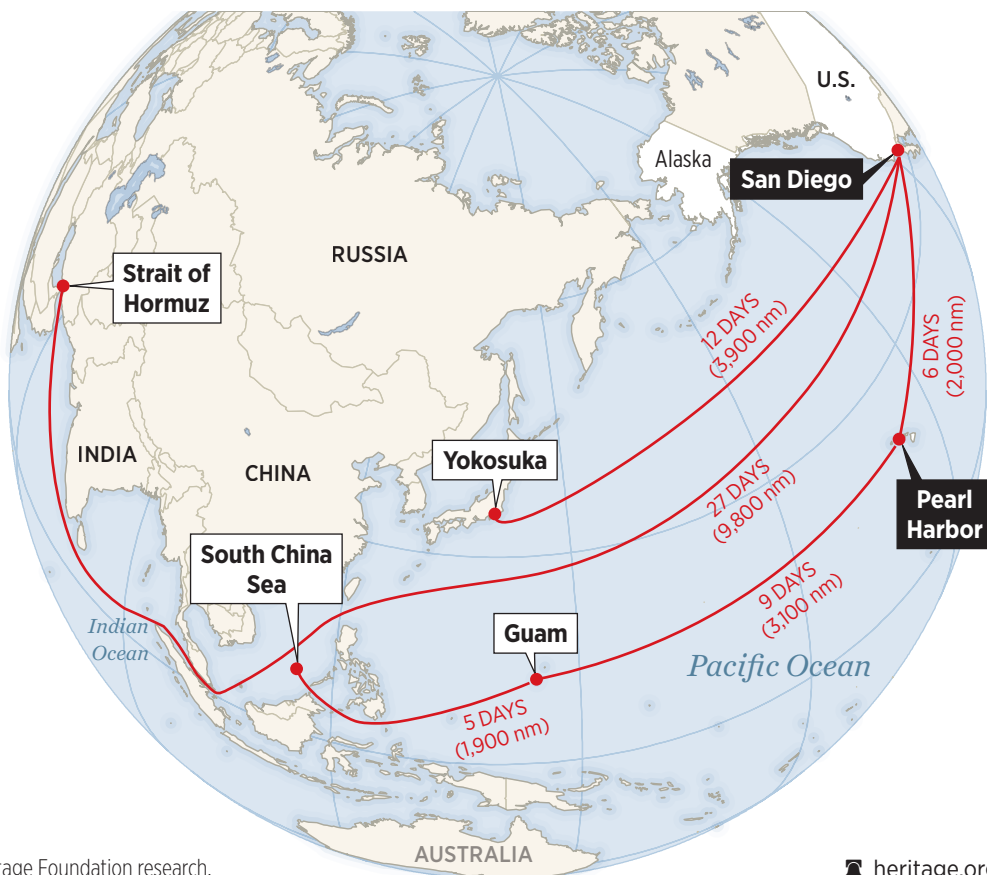 U.S.
Alaska
San Diego
RUSSIA
Strait of
Hormuz
12 DAYS
(3,900 nm)
6 DAYS
(2,000 nm)
INDIA
CHINA
Yokosuka
27 DAYS
(9,800 nm)
Pearl
Harbor
South China
Sea
9 DAYS
(3,100 nm)
Indian
Ocean
Guam
Pacific Ocean
5 DAYS
(1,900 nm)
AUSTRALIA
Foundation research.
heritage.org